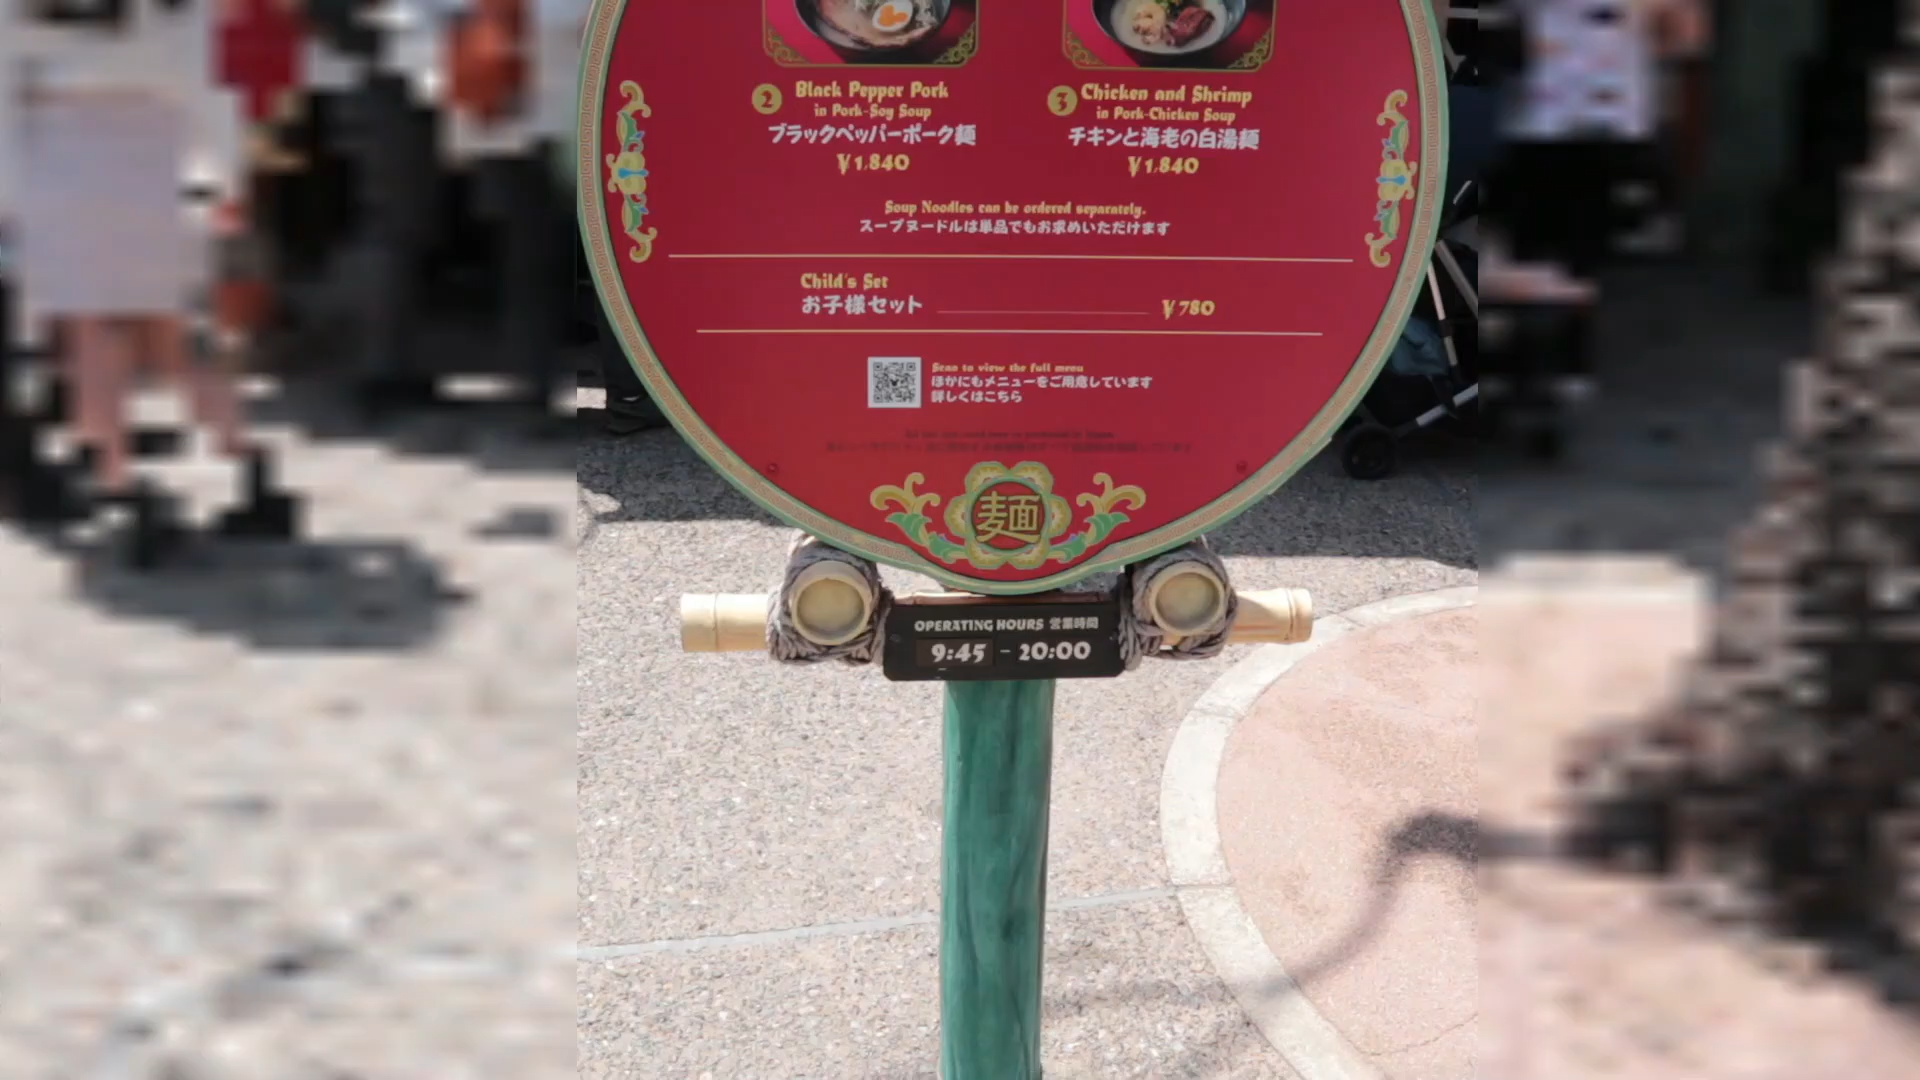 2 Black Pepper Pork
in Pork-Soy Soup
ブラックペッパーポーク麺
¥1,840
3 Chicken and Shrimp
in Pork-Chicken Soup
チキンと海老の白湯麺
¥1,840
Soup Noodles can be ordered separately.
スープヌードルは単品でもお求めいただけます
Child's Set
お子様セット ¥780
Scan to view the full menu
ほかにもメニューをご用意しています
詳しくはこちら
麺
OPERATING HOURS 営業時間
9:45 - 20:00